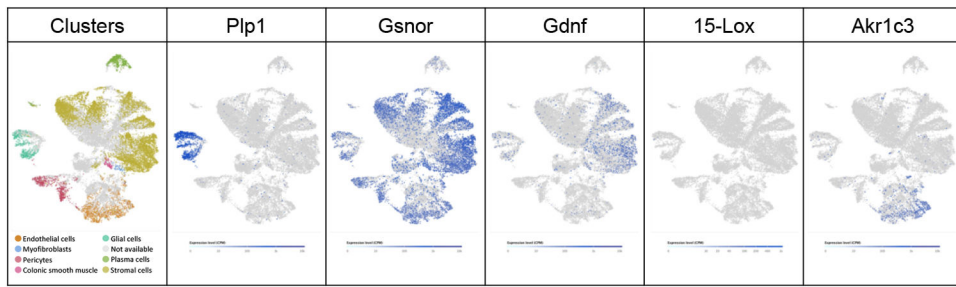 Clusters Plp1 Gsnor Gdnf 15-Lox Akr1c3
Endothelial cells Glial cells
Myofibroblasts Not available
Pericytes Plasma cells
Colonic smooth muscle Stromal cells
Expression level (CPM)
Expression level (CPM)
Expression level (CPM)
Expression level (CPM)
Expression level (CPM)